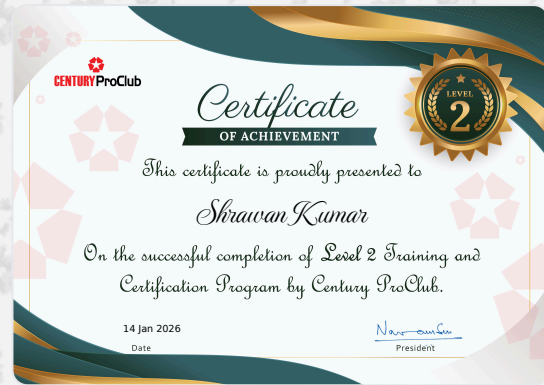 CENTURY ProClub
LEVEL
2
Certificate
OF ACHIEVEMENT
This certificate is proudly presented to
Shrawan Kumar
On the successful completion of Level 2 Training and
Certification Program by Century ProClub.
14 Jan 2026
Date
President